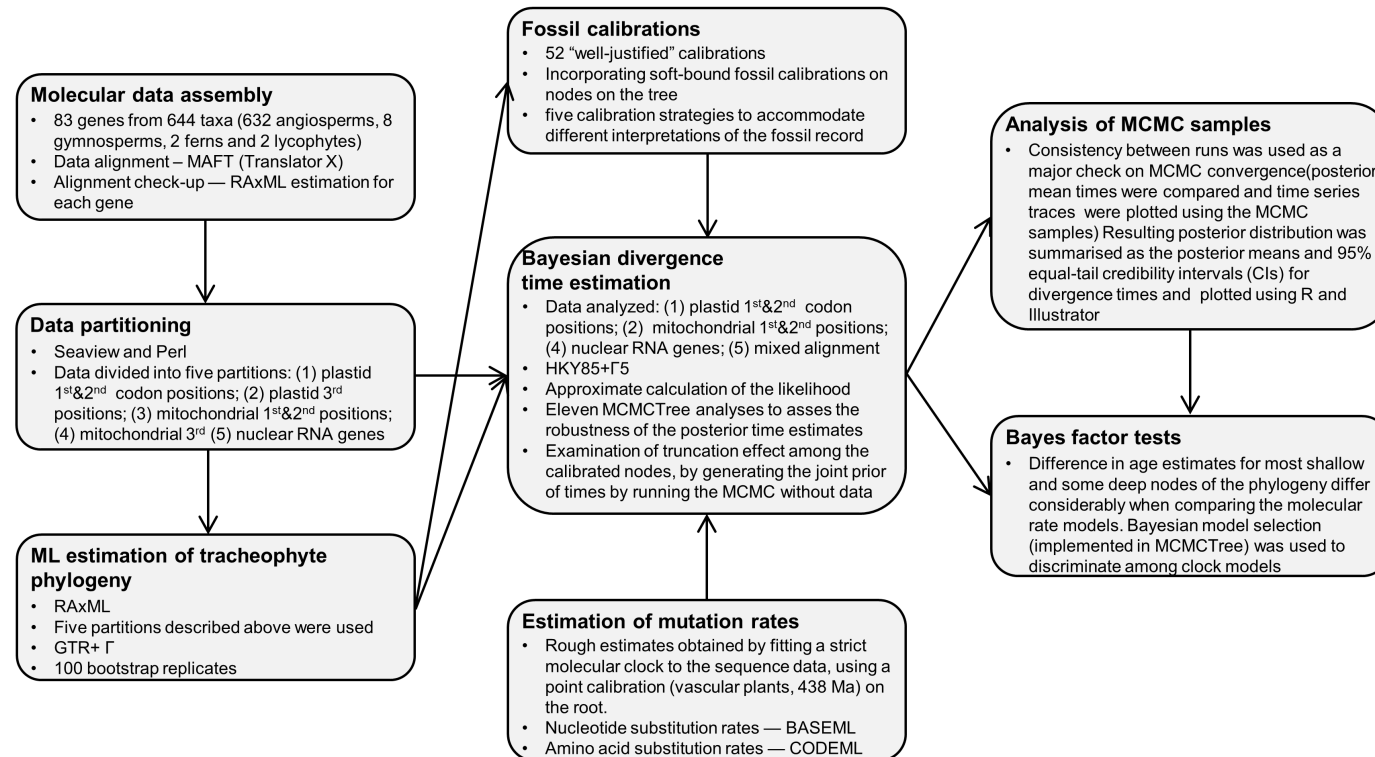 Molecular data assembly
• 83 genes from 644 taxa (632 angiosperms, 8
gymnosperms, 2 ferns and 2 lycophytes)
• Data alignment – MAFT (Translator X)
• Alignment check-up — RAxML estimation for
each gene
Data partitioning
• Seaview and Perl
• Data divided into five partitions: (1) plastid
1st&2nd codon positions; (2) plastid 3rd
positions; (3) mitochondrial 1st&2nd positions;
(4) mitochondrial 3rd (5) nuclear RNA genes
ML estimation of tracheophyte
phylogeny
• RAxML
• Five partitions described above were used
• GTR+ Γ
• 100 bootstrap replicates
Fossil calibrations
• 52 “well-justified” calibrations
• Incorporating soft-bound fossil calibrations on
nodes on the tree
• five calibration strategies to accommodate
different interpretations of the fossil record
Bayesian divergence
time estimation
• Data analyzed: (1) plastid 1st&2nd codon
positions; (2) mitochondrial 1st&2nd positions;
(4) nuclear RNA genes; (5) mixed alignment
• HKY85+Γ5
• Approximate calculation of the likelihood
• Eleven MCMCTree analyses to asses the
robustness of the posterior time estimates
• Examination of truncation effect among the
calibrated nodes, by generating the joint prior
of times by running the MCMC without data
Estimation of mutation rates
• Rough estimates obtained by fitting a strict
molecular clock to the sequence data, using a
point calibration (vascular plants, 438 Ma) on
the root.
• Nucleotide substitution rates — BASEML
• Amino acid substitution rates — CODEML
Analysis of MCMC samples
• Consistency between runs was used as a
major check on MCMC convergence(posterior
mean times were compared and time series
traces were plotted using the MCMC
samples) Resulting posterior distribution was
summarised as the posterior means and 95%
equal-tail credibility intervals (CIs) for
divergence times and plotted using R and
Illustrator
Bayes factor tests
• Difference in age estimates for most shallow
and some deep nodes of the phylogeny differ
considerably when comparing the molecular
rate models. Bayesian model selection
(implemented in MCMCTree) was used to
discriminate among clock models